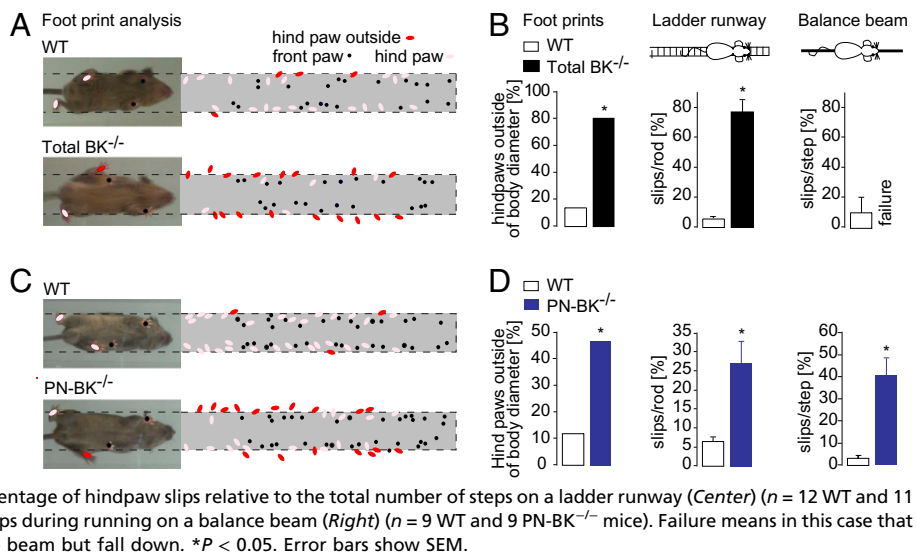 A Foot print analysis
WT
hind paw outside
front paw • hind paw
Total BK-/-
B Foot prints Ladder runway Balance beam
WT
Total BK-/-
hindpaws outside
of body diameter [%]
100
80
60
40
20
0
*
slips/rod [%]
80
60
40
20
0
*
slips/step [%]
80
60
40
20
0
failure
C WT
PN-BK-/-
D WT
PN-BK-/-
Hind paws outside
of body diameter [%]
50
40
30
20
10
0
*
slips/rod [%]
35
30
25
20
15
10
5
0
*
slips/step [%]
60
50
40
30
20
10
0
*
centage of hindpaw slips relative to the total number of steps on a ladder runway (Center) (n = 12 WT and 11
ps during running on a balance beam (Right) (n = 9 WT and 9 PN-BK−/− mice). Failure means in this case that
beam but fall down. *P < 0.05. Error bars show SEM.